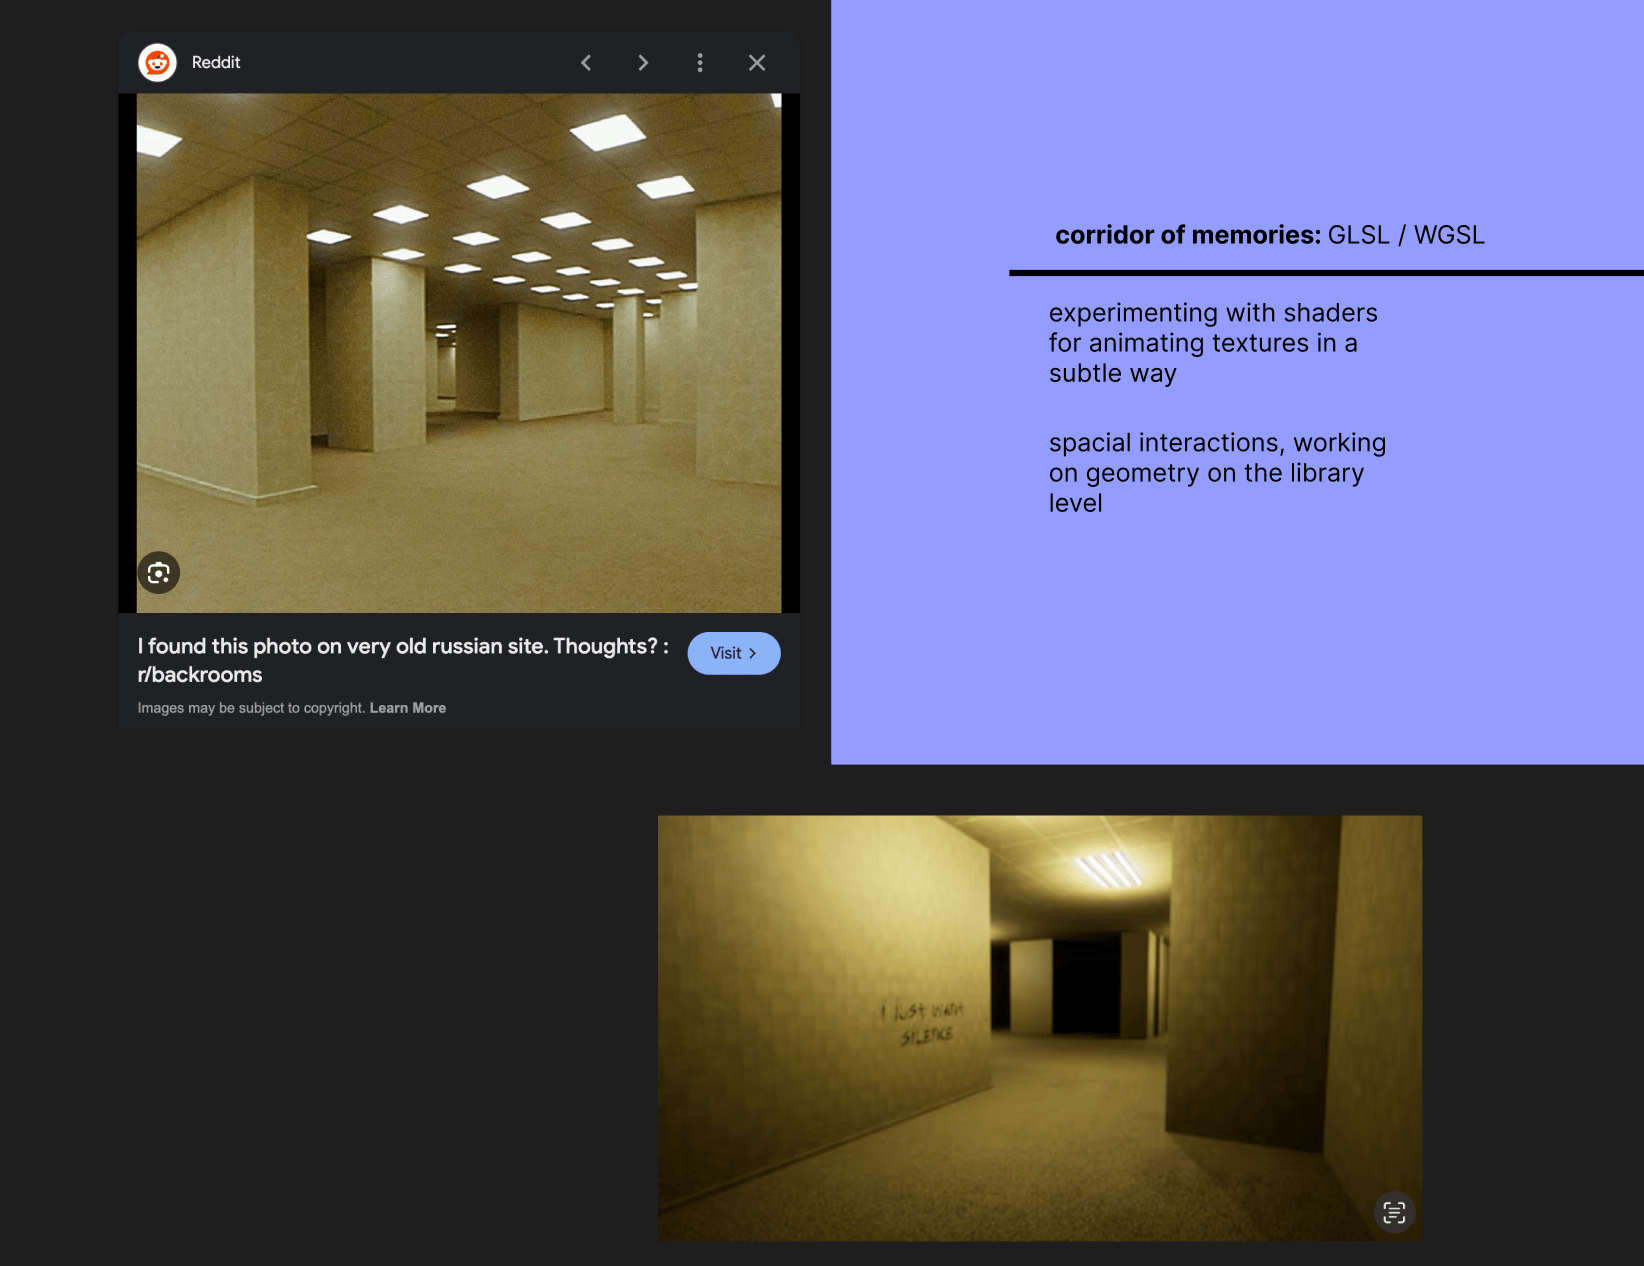 Reddit
I found this photo on very old russian site. Thoughts? :
r/backrooms
Visit >
Images may be subject to copyright. Learn More
corridor of memories: GLSL / WGSL
experimenting with shaders
for animating textures in a
subtle way
spacial interactions, working
on geometry on the library
level
I JUST WANT
SILENCE